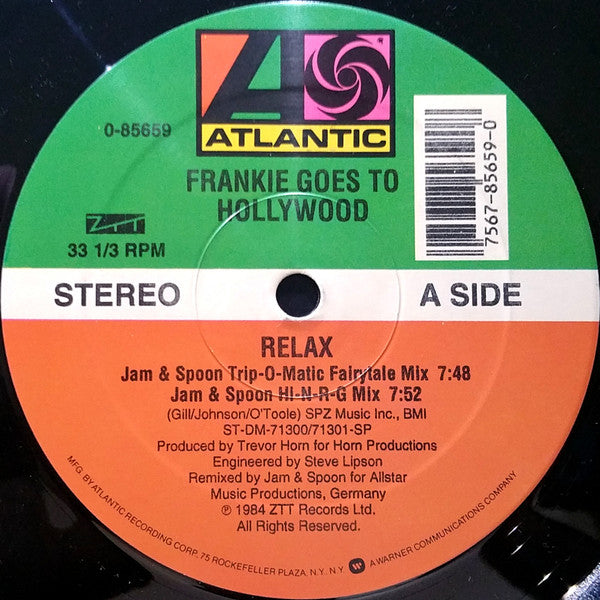 ATLANTIC
0-85659
FRANKIE GOES TO
HOLLYWOOD
7567-85659-0
ZTT
33 1/3 RPM
STEREO
A SIDE
RELAX
Jam & Spoon Trip-O-Matic Fairytale Mix 7:48
Jam & Spoon HI-N-R-G Mix 7:52
(Gill/Johnson/O'Toole) SPZ Music Inc., BMI
ST-DM-71300/71301-SP
Produced by Trevor Horn for Horn Productions
Engineered by Steve Lipson
Remixed by Jam & Spoon for Allstar
Music Productions, Germany
℗ 1984 ZTT Records Ltd.
All Rights Reserved.
MFG. BY ATLANTIC RECORDING CORP. 75 ROCKEFELLER PLAZA, N.Y. N.Y. A WARNER COMMUNICATIONS COMPANY